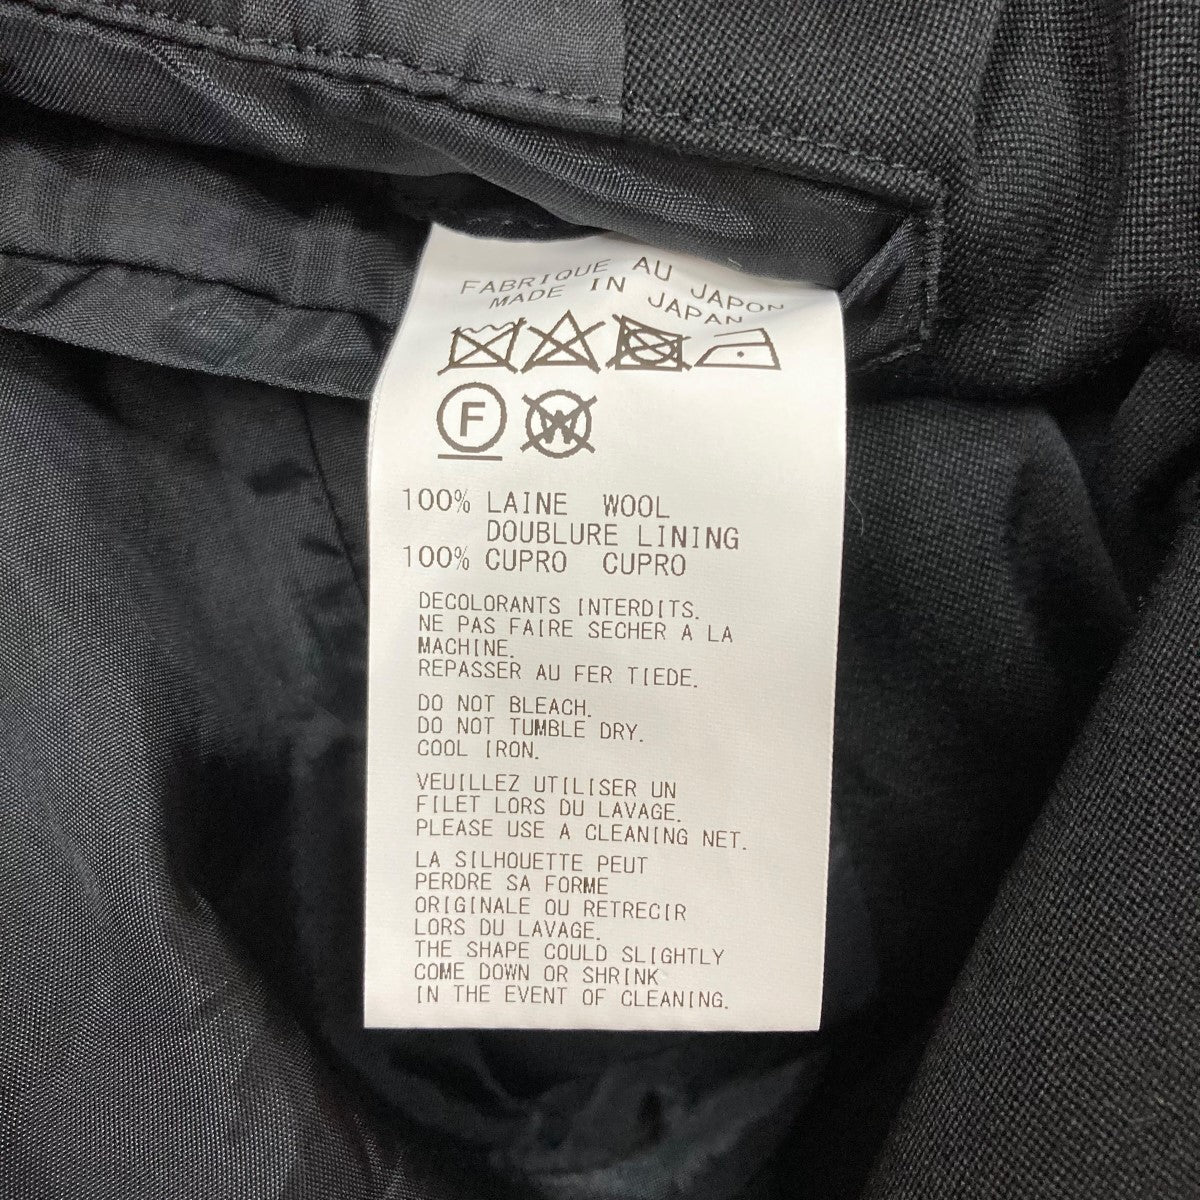 FABRIQUE AU JAPON
MADE IN JAPAN
F W
100% LAINE WOOL
DOUBLURE LINING
100% CUPRO CUPRO
DECOLORANTS INTERDITS.
NE PAS FAIRE SECHER A LA
MACHINE.
REPASSER AU FER TIEDE.
DO NOT BLEACH.
DO NOT TUMBLE DRY.
COOL IRON.
VEUILLEZ UTILISER UN
FILET LORS DU LAVAGE.
PLEASE USE A CLEANING NET.
LA SILHOUETTE PEUT
PERDRE SA FORME
ORIGINALE OU RETRECIR
LORS DU LAVAGE.
THE SHAPE COULD SLIGHTLY
COME DOWN OR SHRINK
IN THE EVENT OF CLEANING.